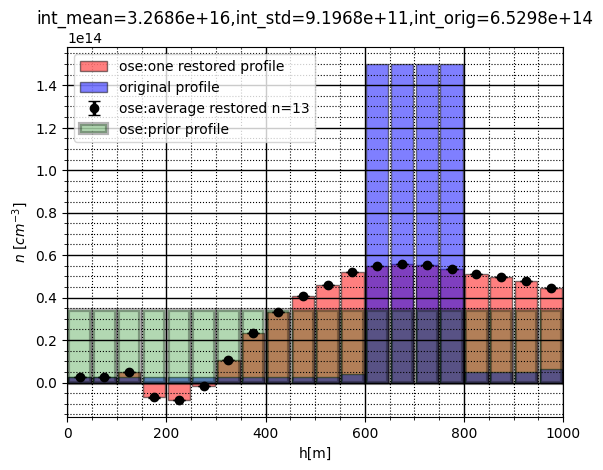 int_mean=3.2686e+16,int_std=9.1968e+11,int_orig=6.5298e+14
1e14
ose:one restored profile
original profile
ose:average restored n=13
ose:prior profile
1.4
1.2
1.0
0.8
0.6
0.4
0.2
0.0
n [cm⁻³]
0 200 400 600 800 1000
h[m]